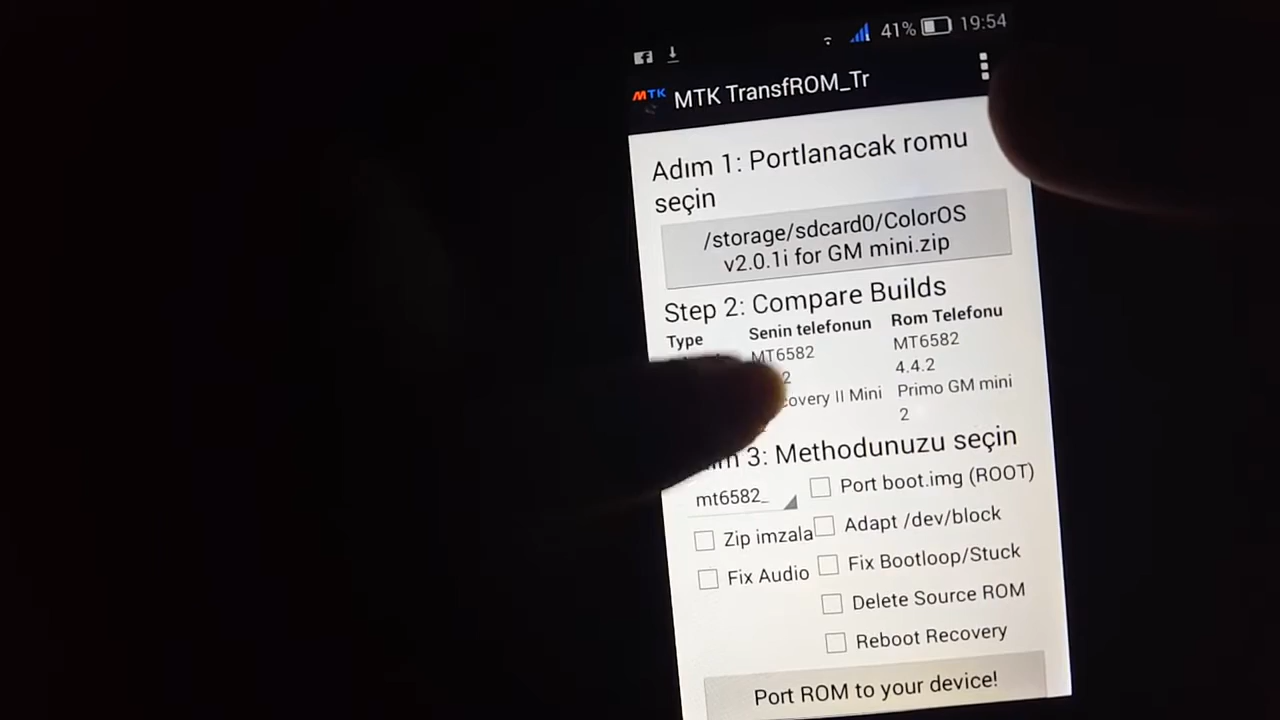 41% 19:54
MTK MTK TransfROM_Tr
Adım 1: Portlanacak romu
seçin
/storage/sdcard0/ColorOS
v2.0.1i for GM mini.zip
Step 2: Compare Builds
Type Senin telefonun Rom Telefonu
MT6582 MT6582
2 4.4.2
II Mini Primo GM mini
2
3: Methodunuzu seçin
mt6582_ Port boot.img (ROOT)
Zip imzala Adapt /dev/block
Fix Audio Fix Bootloop/Stuck
Delete Source ROM
Reboot Recovery
Port ROM to your device!